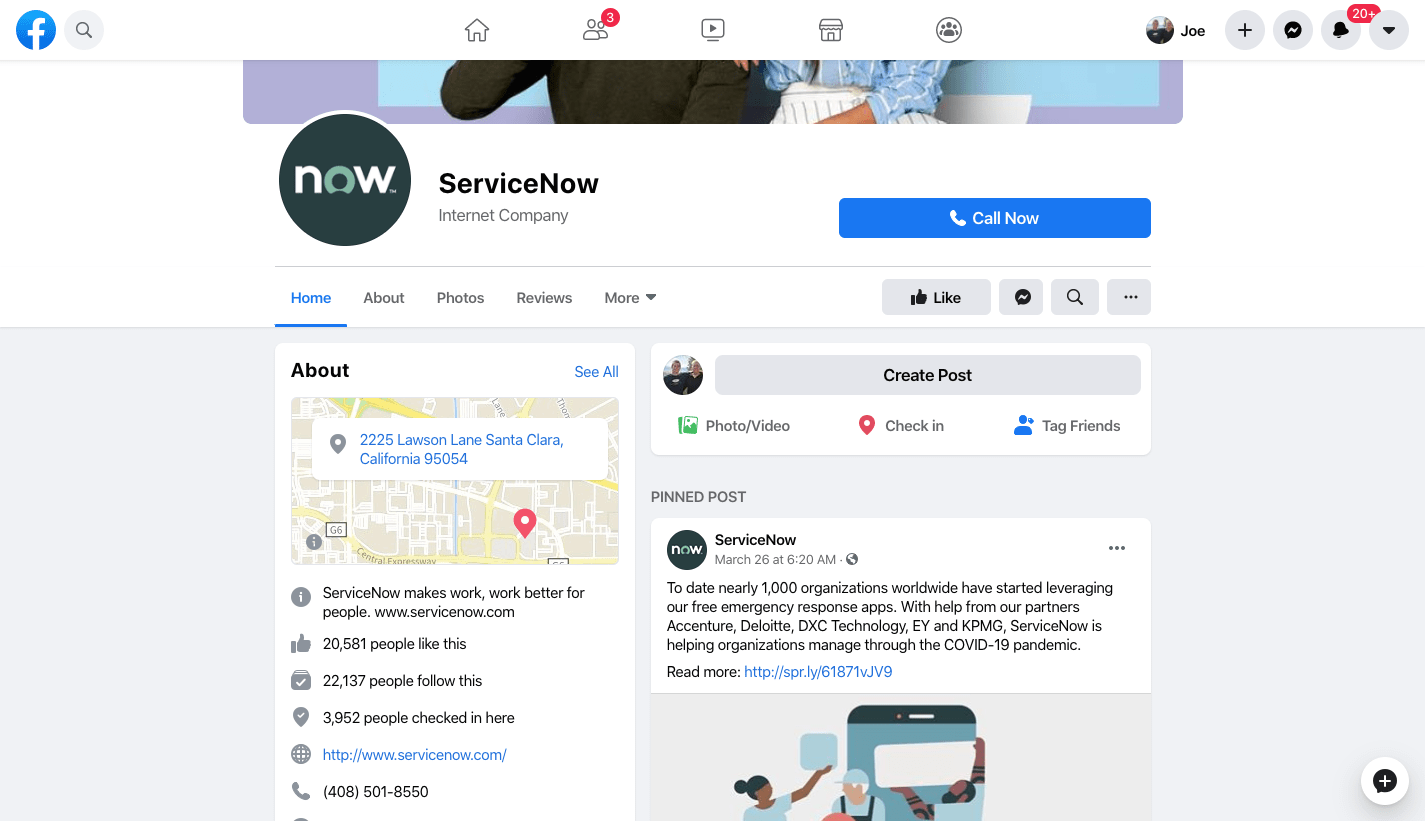 3
Joe
20+
now
TM
ServiceNow
Internet Company
Call Now
Home
About
Photos
Reviews
More
Like
About
See All
2225 Lawson Lane Santa Clara,
California 95054
G6
Central Expressway
ServiceNow makes work, work better for
people. www.servicenow.com
20,581 people like this
22,137 people follow this
3,952 people checked in here
http://www.servicenow.com/
(408) 501-8550
Create Post
Photo/Video
Check in
Tag Friends
PINNED POST
now
ServiceNow
March 26 at 6:20 AM ·
To date nearly 1,000 organizations worldwide have started leveraging
our free emergency response apps. With help from our partners
Accenture, Deloitte, DXC Technology, EY and KPMG, ServiceNow is
helping organizations manage through the COVID-19 pandemic.
Read more: http://spr.ly/61871vJV9